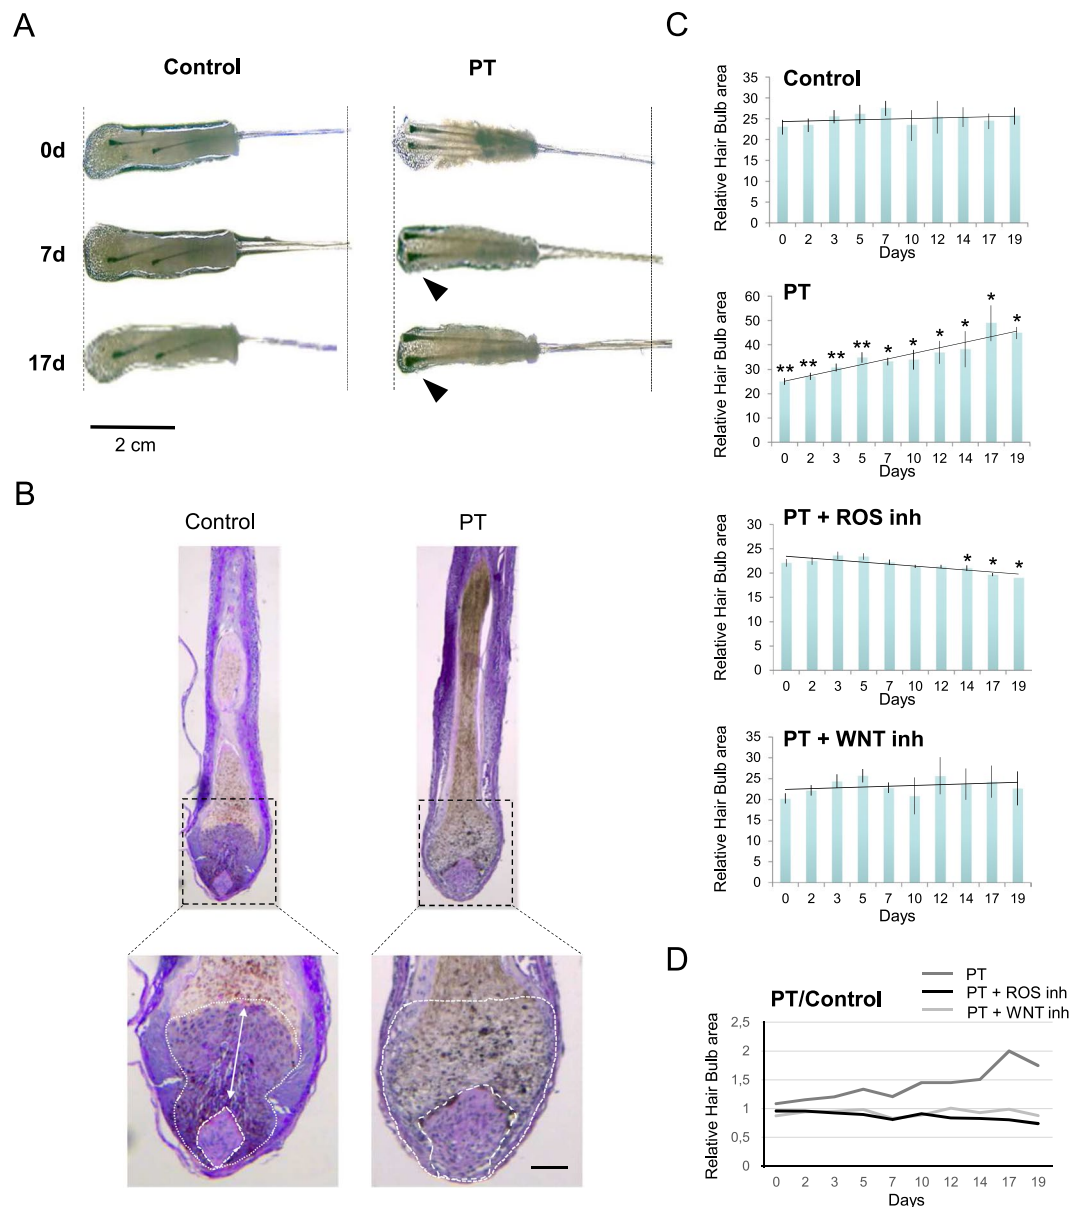 A
Control
PT
0d
7d
17d
2 cm
B
Control
PT
C
Control
Relative Hair Bulb area
35
30
25
20
15
10
5
0
0 2 3 5 7 10 12 14 17 19
Days
PT
Relative Hair Bulb area
60
50
40
30
20
10
0
** ** ** ** * * * * * *
0 2 3 5 7 10 12 14 17 19
Days
PT + ROS inh
Relative Hair Bulb area
30
25
20
15
10
5
0
* * *
0 2 3 5 7 10 12 14 17 19
Days
PT + WNT inh
Relative Hair Bulb area
35
30
25
20
15
10
5
0
0 2 3 5 7 10 12 14 17 19
Days
D
PT/Control
PT
PT + ROS inh
PT + WNT inh
Relative Hair Bulb area
2,5
2
1,5
1
0,5
0
0 2 3 5 7 10 12 14 17 19
Days